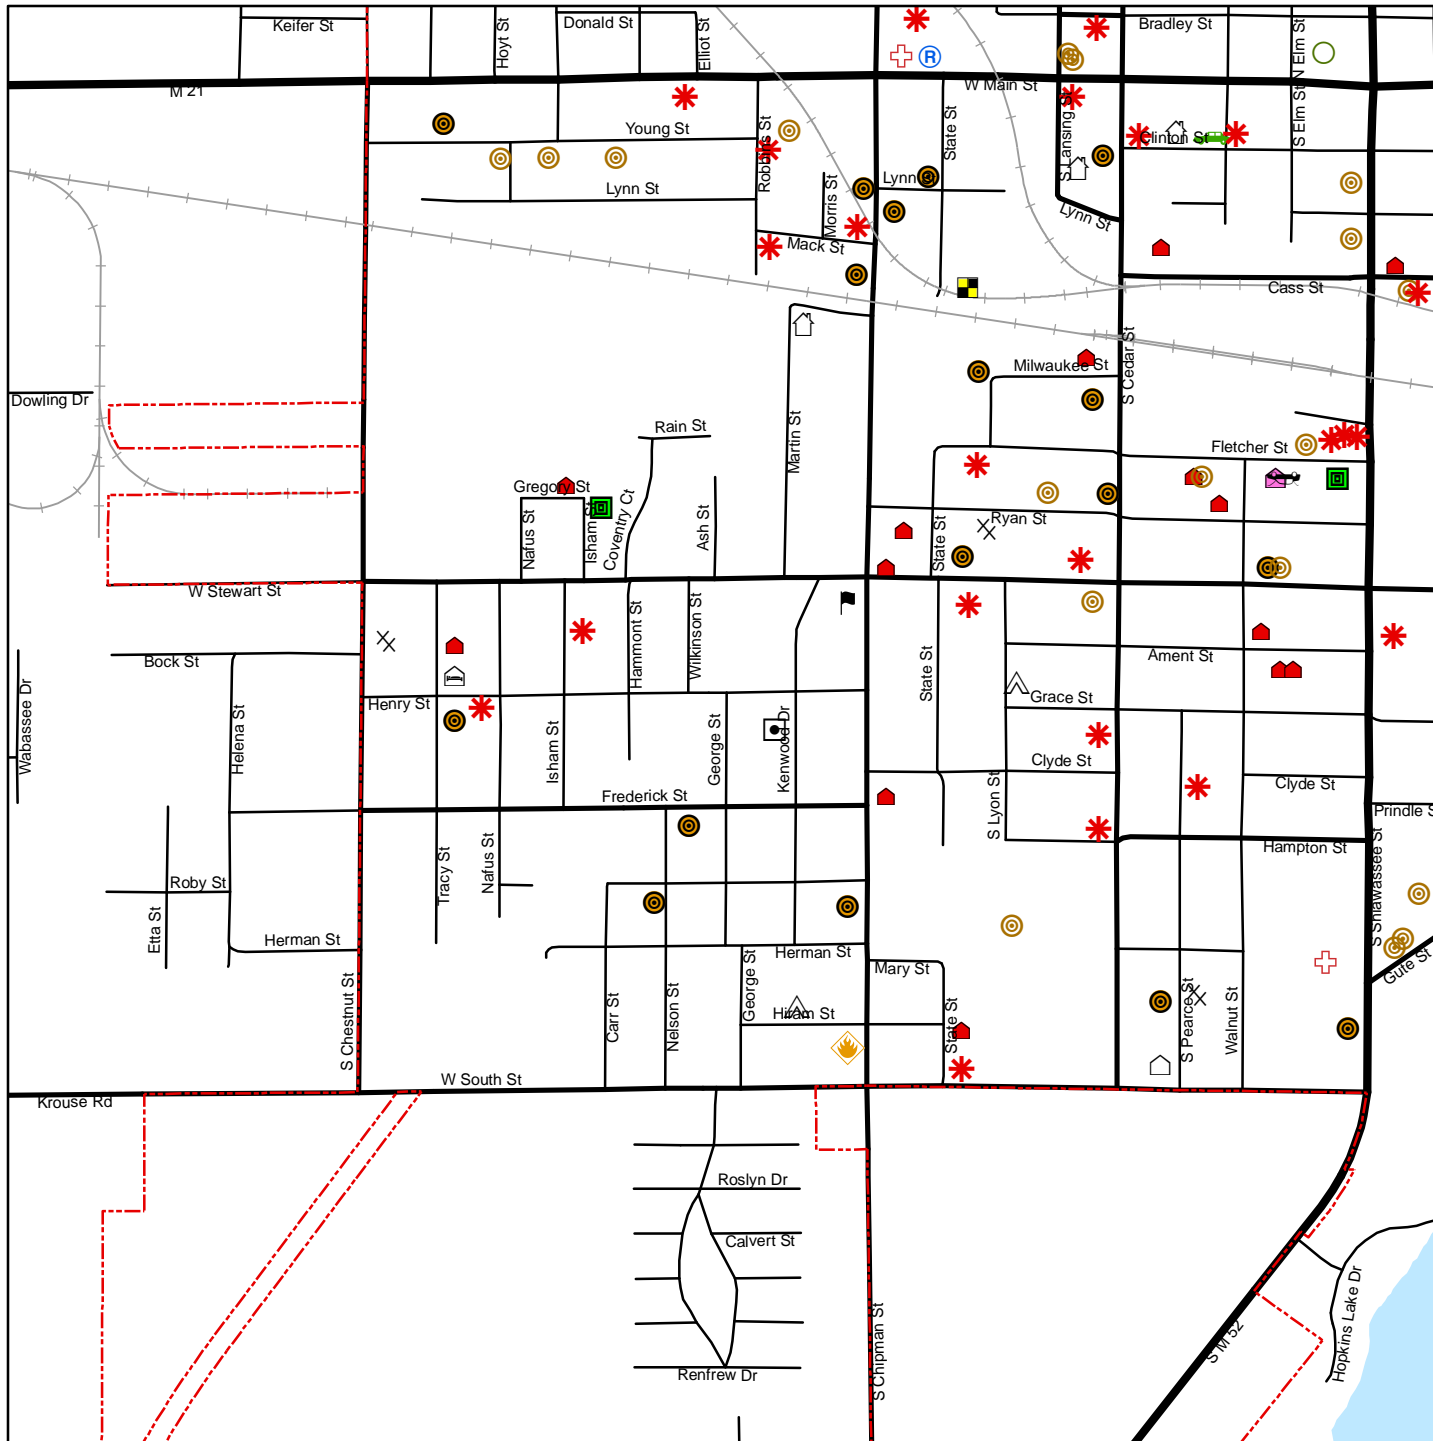 Keifer St
Hoyt St
Donald St
Elliot St
Bradley St
N Elm St
M 21
W Main St
Young St
Robbins St
State St
S Lansing St
Clinton St
S Elm St
Lynn St
Morris St
Lynn St
Lynn St
Mack St
Cass St
S Cedar St
Milwaukee St
Dowling Dr
Rain St
Martin St
Fletcher St
Gregory St
Nafus St
Isham St
Coventry Ct
Ash St
State St
Ryan St
W Stewart St
Hammont St
Wilkinson St
Bock St
State St
Ament St
Wabassee Dr
Helena St
Henry St
Isham St
George St
Kenwood Dr
Grace St
Clyde St
Clyde St
Frederick St
S Lyon St
Prindle S
Hampton St
Tracy St
Nafus St
Roby St
Etta St
S Shiawassee St
Herman St
Herman St
Mary St
Gute St
S Chestnut St
Carr St
Nelson St
George St
Hiram St
State St
S Pearce St
Walnut St
W South St
Krouse Rd
Roslyn Dr
Calvert St
S Chipman St
S M 52
Hopkins Lake Dr
Renfrew Dr
R